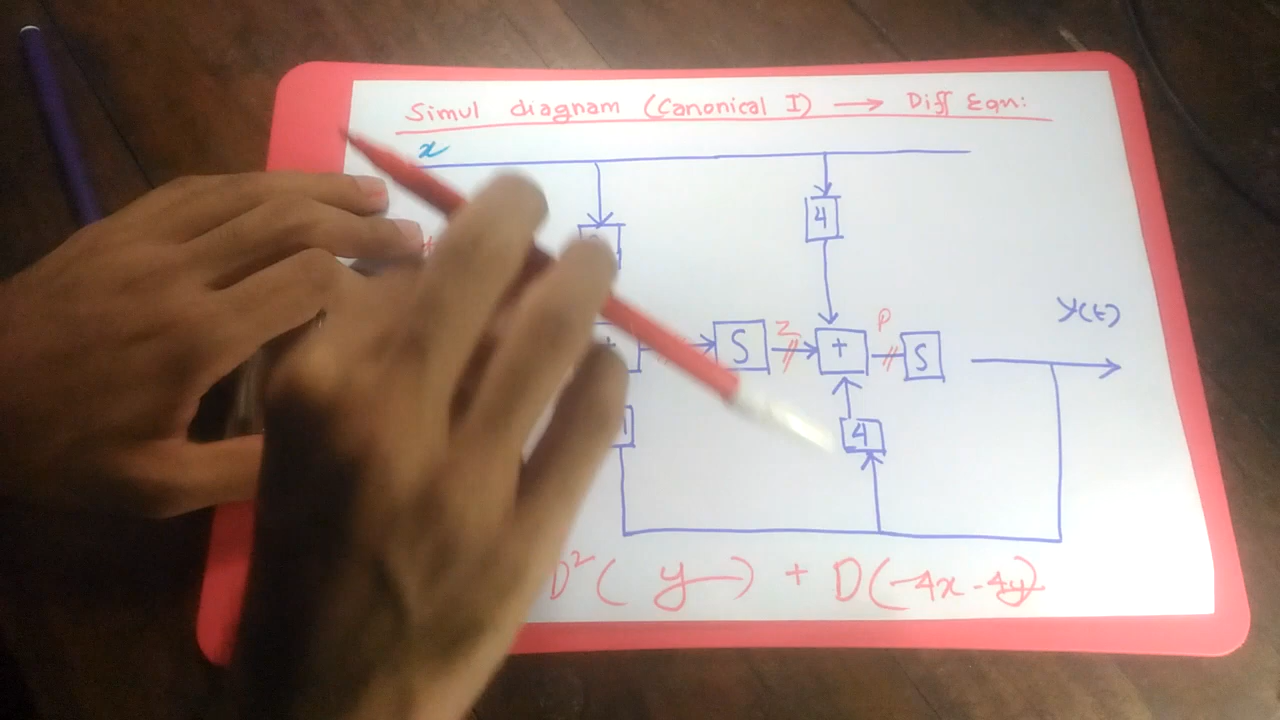 Simul diagram (Canonical I) → Diff Eqn:
x
4
y(t)
+ S Z + P S
4
D²( y ) + D(-4x-4y)